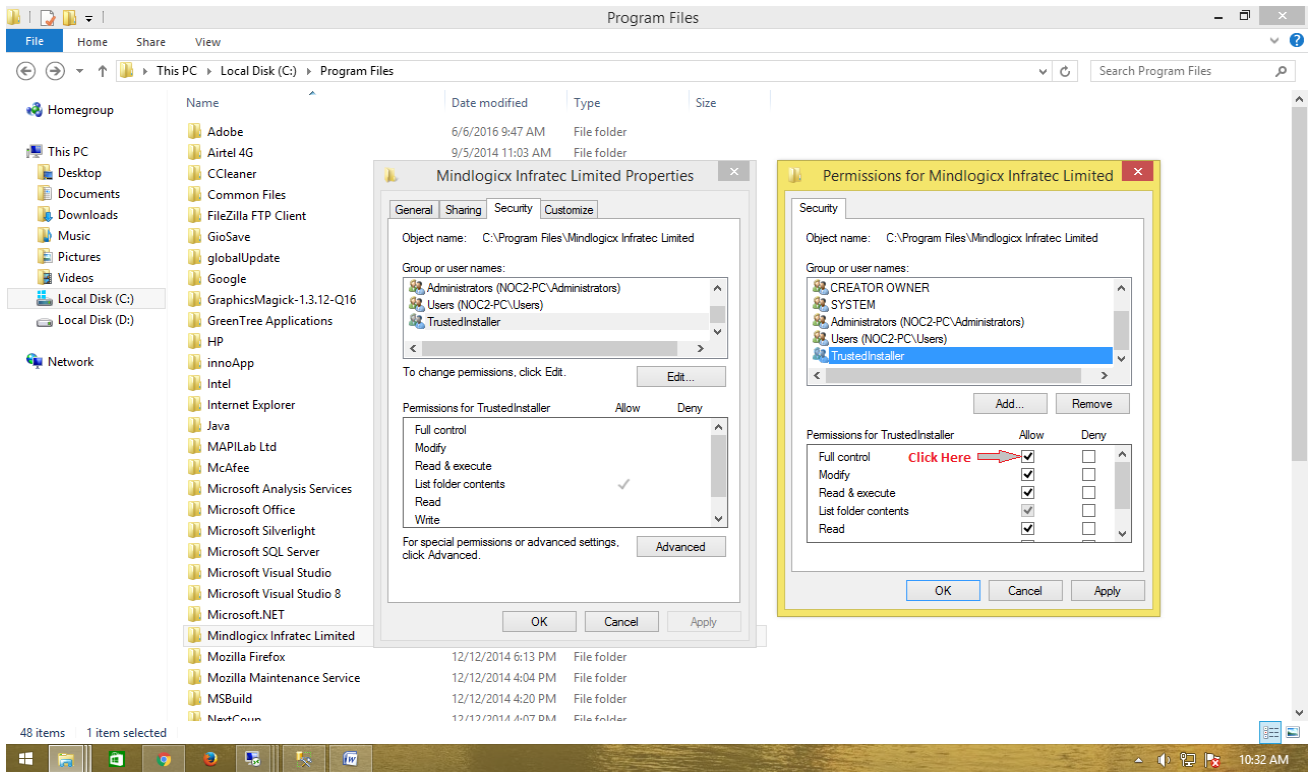 Program Files
File Home Share View
This PC Local Disk (C:) Program Files
Search Program Files
Homegroup
This PC
Desktop
Documents
Downloads
Music
Pictures
Videos
Local Disk (C:)
Local Disk (D:)
Network
Name Date modified Type Size
Adobe 6/6/2016 9:47 AM File folder
Airtel 4G 9/5/2014 11:03 AM File folder
CCleaner
Common Files
FileZilla FTP Client
GioSave
globalUpdate
Google
GraphicsMagick-1.3.12-Q16
GreenTree Applications
HP
innoApp
Intel
Internet Explorer
Java
MAPILab Ltd
McAfee
Microsoft Analysis Services
Microsoft Office
Microsoft Silverlight
Microsoft SQL Server
Microsoft Visual Studio
Microsoft Visual Studio 8
Microsoft.NET
Mindlogicx Infratec Limited
Mozilla Firefox 12/12/2014 6:13 PM File folder
Mozilla Maintenance Service 12/12/2014 4:04 PM File folder
MSBuild 12/12/2014 4:20 PM File folder
NextCoup 12/12/2014 4:07 PM File folder
Mindlogicx Infratec Limited Properties
General Sharing Security Customize
Object name: C:\Program Files\Mindlogicx Infratec Limited
Group or user names:
Administrators (NOC2-PC\Administrators)
Users (NOC2-PC\Users)
TrustedInstaller
To change permissions, click Edit.
Edit...
Permissions for TrustedInstaller Allow Deny
Full control
Modify
Read & execute
List folder contents
Read
Write
For special permissions or advanced settings,
click Advanced.
Advanced
OK Cancel Apply
Permissions for Mindlogicx Infratec Limited
Security
Object name: C:\Program Files\Mindlogicx Infratec Limited
Group or user names:
CREATOR OWNER
SYSTEM
Administrators (NOC2-PC\Administrators)
Users (NOC2-PC\Users)
TrustedInstaller
Add... Remove
Permissions for TrustedInstaller Allow Deny
Full control Click Here
Modify
Read & execute
List folder contents
Read
OK Cancel Apply
48 items 1 item selected
10:32 AM